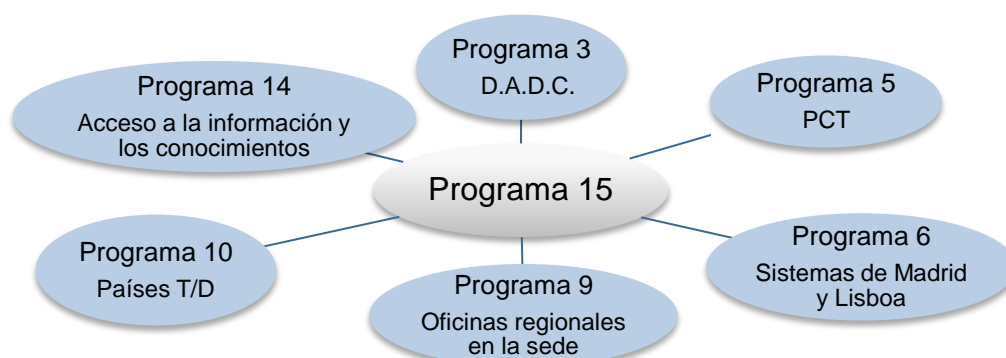 Programa 3
D.A.D.C.
Programa 14
Acceso a la información y
los conocimientos
Programa 5
PCT
Programa 15
Programa 10
Países T/D
Programa 9
Oficinas regionales
en la sede
Programa 6
Sistemas de Madrid
y Lisboa